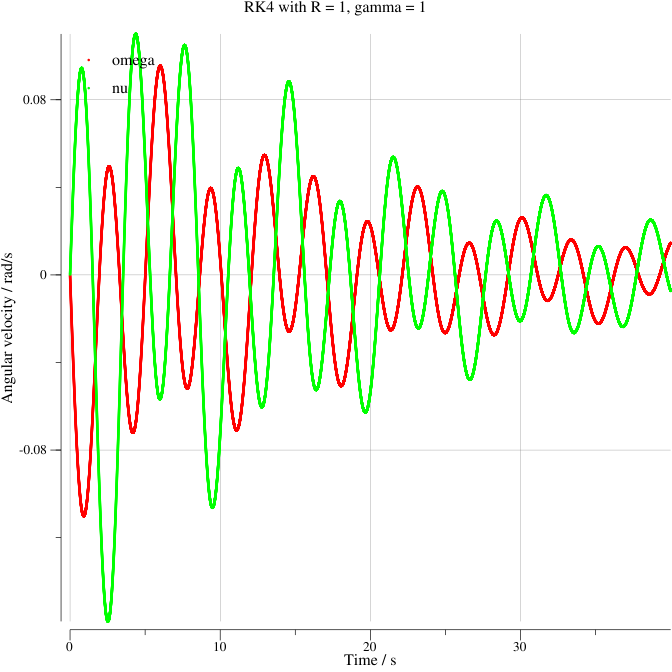 RK4 with R = 1, gamma = 1
omega
nu
0.08
0
-0.08
Angular velocity / rad/s
0 10 20 30
Time / s